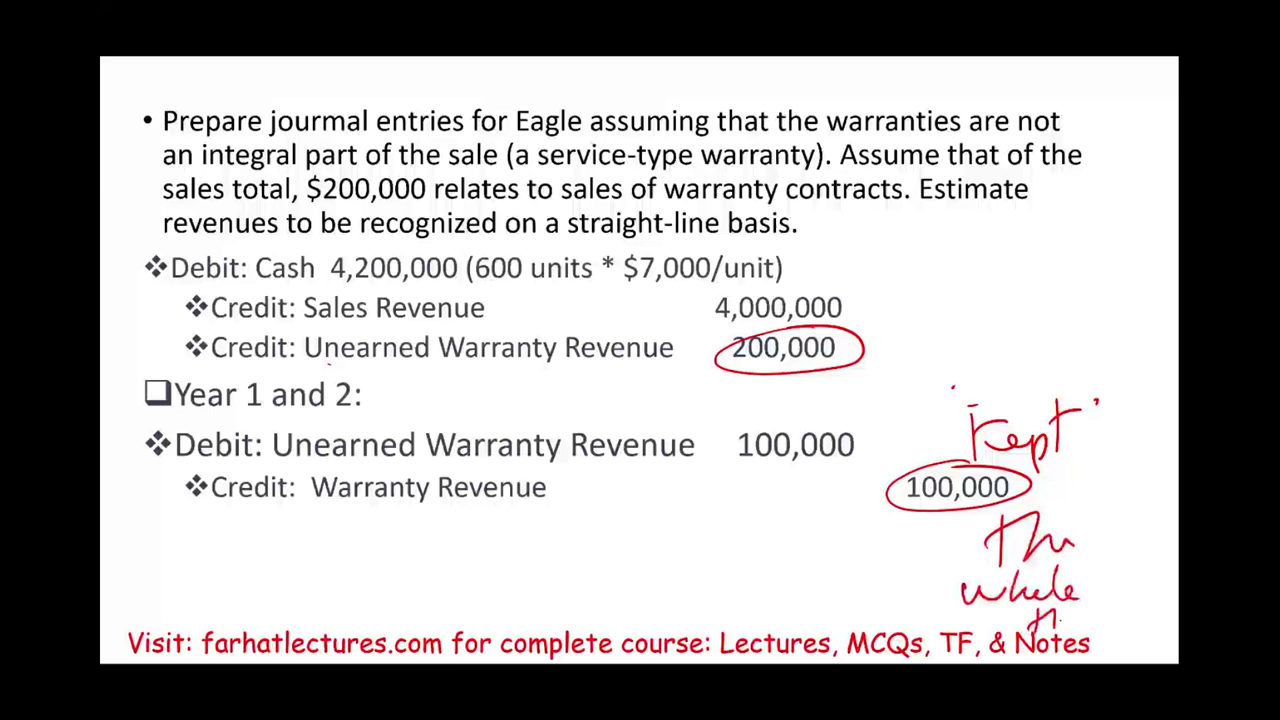 • Prepare jourmal entries for Eagle assuming that the warranties are not
an integral part of the sale (a service-type warranty). Assume that of the
sales total, $200,000 relates to sales of warranty contracts. Estimate
revenues to be recognized on a straight-line basis.
❖Debit: Cash 4,200,000 (600 units * $7,000/unit)
❖Credit: Sales Revenue 4,000,000
❖Credit: Unearned Warranty Revenue 200,000
❑Year 1 and 2:
❖Debit: Unearned Warranty Revenue 100,000
Kept
❖Credit: Warranty Revenue 100,000
whole
Visit: farhatlectures.com for complete course: Lectures, MCQs, TF, & Notes